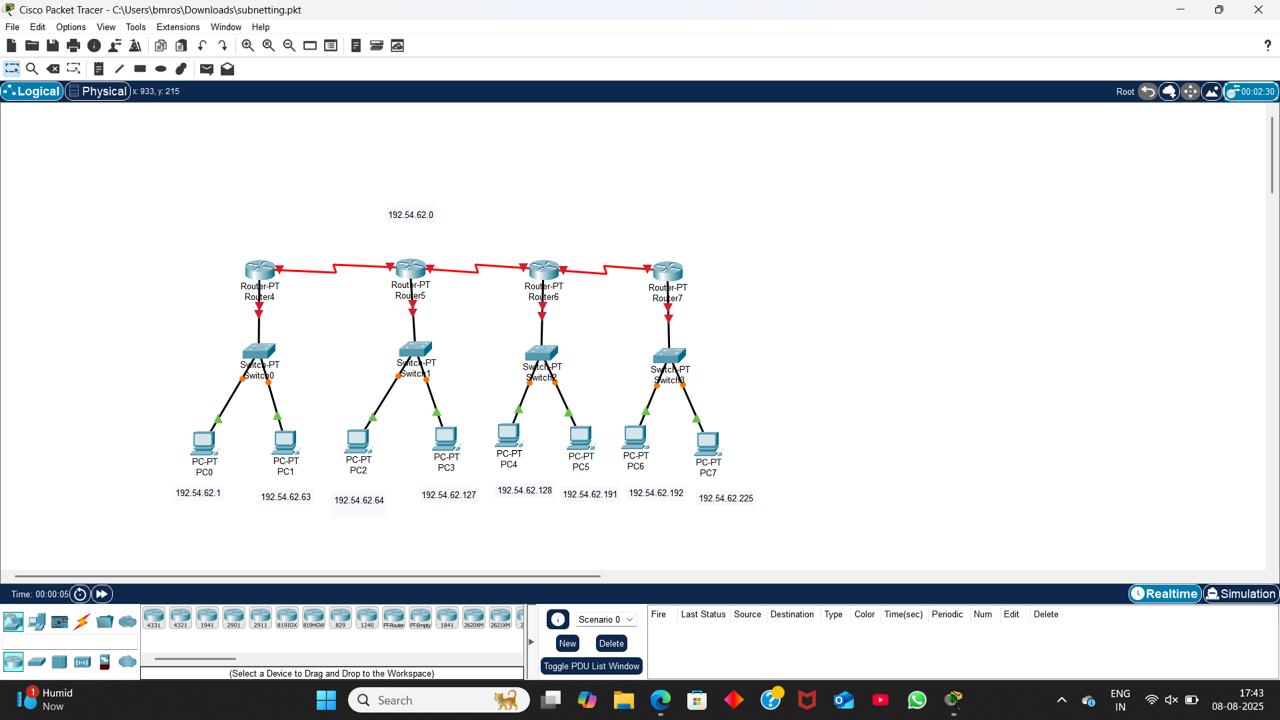 Cisco Packet Tracer - C:\Users\bmros\Downloads\subnetting.pkt
File Edit Options View Tools Extensions Window Help
?
Logical Physical x: 933, y: 215 Root 00:02:30
192.54.62.0
Router-PT
Router4
Router-PT
Router5
Router-PT
Router6
Router-PT
Router7
Switch-PT
Switch0
Switch-PT
Switch1
Switch-PT
Switch2
Switch-PT
Switch3
PC-PT
PC0
PC-PT
PC1
PC-PT
PC2
PC-PT
PC3
PC-PT
PC4
PC-PT
PC5
PC-PT
PC6
PC-PT
PC7
192.54.62.1
192.54.62.63
192.54.62.64
192.54.62.127
192.54.62.128
192.54.62.191
192.54.62.192
192.54.62.225
Time: 00:00:05
Realtime Simulation
4331 4321 1941 2901 2911 819IOX 819HGW 829 1240 PT-Router PT-Empty 1841 2620XM 2621XM 2
Scenario 0
New Delete
Toggle PDU List Window
Fire Last Status Source Destination Type Color Time(sec) Periodic Num Edit Delete
(Select a Device to Drag and Drop to the Workspace)
1
Humid
Now
Search
ENG
IN
17:43
08-08-2025